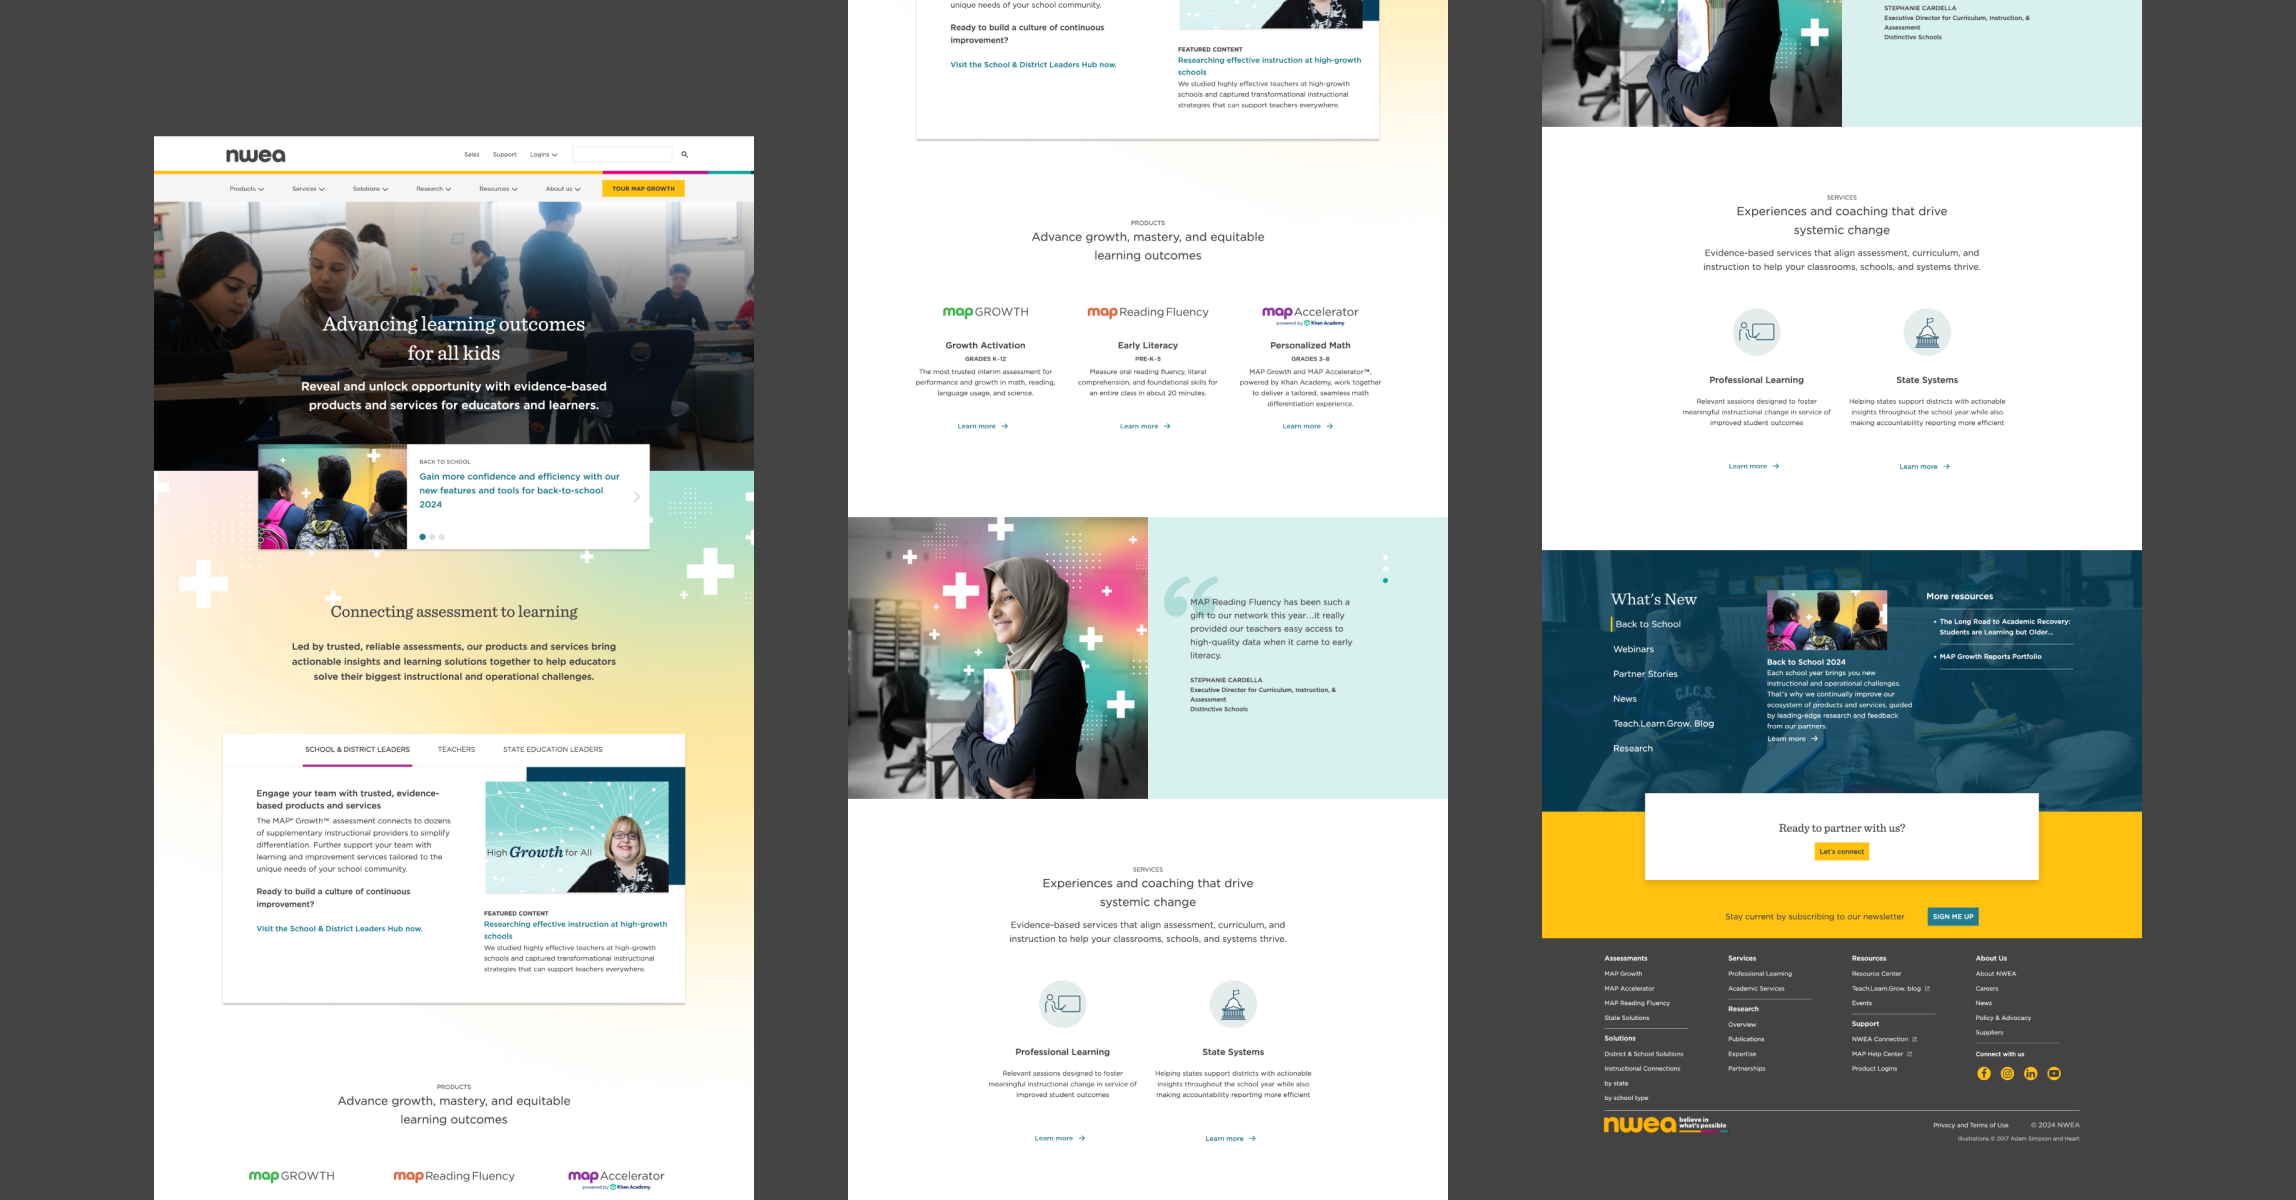 nwea
Sales
Support
Logins
Products
Services
Solutions
Research
Resources
About us
TOUR MAP GROWTH
Advancing learning outcomes
for all kids
Reveal and unlock opportunity with evidence-based
products and services for educators and learners.
BACK TO SCHOOL
Gain more confidence and efficiency with our
new features and tools for back-to-school
2024
Connecting assessment to learning
Led by trusted, reliable assessments, our products and services bring
actionable insights and learning solutions together to help educators
solve their biggest instructional and operational challenges.
SCHOOL & DISTRICT LEADERS
TEACHERS
STATE EDUCATION LEADERS
Engage your team with trusted, evidence-
based products and services
The MAP® Growth™ assessment connects to dozens
of supplementary instructional providers to simplify
differentiation. Further support your team with
learning and improvement services tailored to the
unique needs of your school community.
Ready to build a culture of continuous
improvement?
Visit the School & District Leaders Hub now.
High Growth for All
FEATURED CONTENT
Researching effective instruction at high-growth
schools
We studied highly effective teachers at high-growth
schools and captured transformational instructional
strategies that can support teachers everywhere.
PRODUCTS
Advance growth, mastery, and equitable
learning outcomes
map GROWTH
map Reading Fluency
map Accelerator
powered by Khan Academy
unique needs of your school community.
Ready to build a culture of continuous
improvement?
Visit the School & District Leaders Hub now.
FEATURED CONTENT
Researching effective instruction at high-growth
schools
We studied highly effective teachers at high-growth
schools and captured transformational instructional
strategies that can support teachers everywhere.
PRODUCTS
Advance growth, mastery, and equitable
learning outcomes
map GROWTH
Growth Activation
GRADES K–12
The most trusted interim assessment for
performance and growth in math, reading,
language usage, and science.
Learn more
map Reading Fluency
Early Literacy
PRE-K–5
Measure oral reading fluency, literal
comprehension, and foundational skills for
an entire class in about 20 minutes.
Learn more
map Accelerator
powered by Khan Academy
Personalized Math
GRADES 3–8
MAP Growth and MAP Accelerator™,
powered by Khan Academy, work together
to deliver a tailored, seamless math
differentiation experience.
Learn more
“
MAP Reading Fluency has been such a
gift to our network this year...it really
provided our teachers easy access to
high-quality data when it came to early
literacy.
STEPHANIE CARDELLA
Executive Director for Curriculum, Instruction, &
Assessment
Distinctive Schools
SERVICES
Experiences and coaching that drive
systemic change
Evidence-based services that align assessment, curriculum, and
instruction to help your classrooms, schools, and systems thrive.
Professional Learning
Relevant sessions designed to foster
meaningful instructional change in service of
improved student outcomes
Learn more
State Systems
Helping states support districts with actionable
insights throughout the school year while also
making accountability reporting more efficient
Learn more
STEPHANIE CARDELLA
Executive Director for Curriculum, Instruction, &
Assessment
Distinctive Schools
SERVICES
Experiences and coaching that drive
systemic change
Evidence-based services that align assessment, curriculum, and
instruction to help your classrooms, schools, and systems thrive.
Professional Learning
Relevant sessions designed to foster
meaningful instructional change in service of
improved student outcomes
Learn more
State Systems
Helping states support districts with actionable
insights throughout the school year while also
making accountability reporting more efficient
Learn more
What's New
Back to School
Webinars
Partner Stories
News
Teach.Learn.Grow. Blog
Research
C.I.C.S.
Back to School 2024
Each school year brings you new
instructional and operational challenges.
That's why we continually improve our
ecosystem of products and services, guided
by leading-edge research and feedback
from our partners.
Learn more
More resources
• The Long Road to Academic Recovery:
Students are Learning but Older...
• MAP Growth Reports Portfolio
Ready to partner with us?
Let's connect
Stay current by subscribing to our newsletter
SIGN ME UP
Assessments
MAP Growth
MAP Accelerator
MAP Reading Fluency
State Solutions
Solutions
District & School Solutions
Instructional Connections
by state
by school type
Services
Professional Learning
Academic Services
Research
Overview
Publications
Expertise
Partnerships
Resources
Resource Center
Teach.Learn.Grow. blog
Events
Support
NWEA Connection
MAP Help Center
Product Logins
About Us
About NWEA
Careers
News
Policy & Advocacy
Suppliers
Connect with us
nwea
believe in
what's possible
Privacy and Terms of Use
© 2024 NWEA
Illustrations © 2017 Adam Simpson and Heart